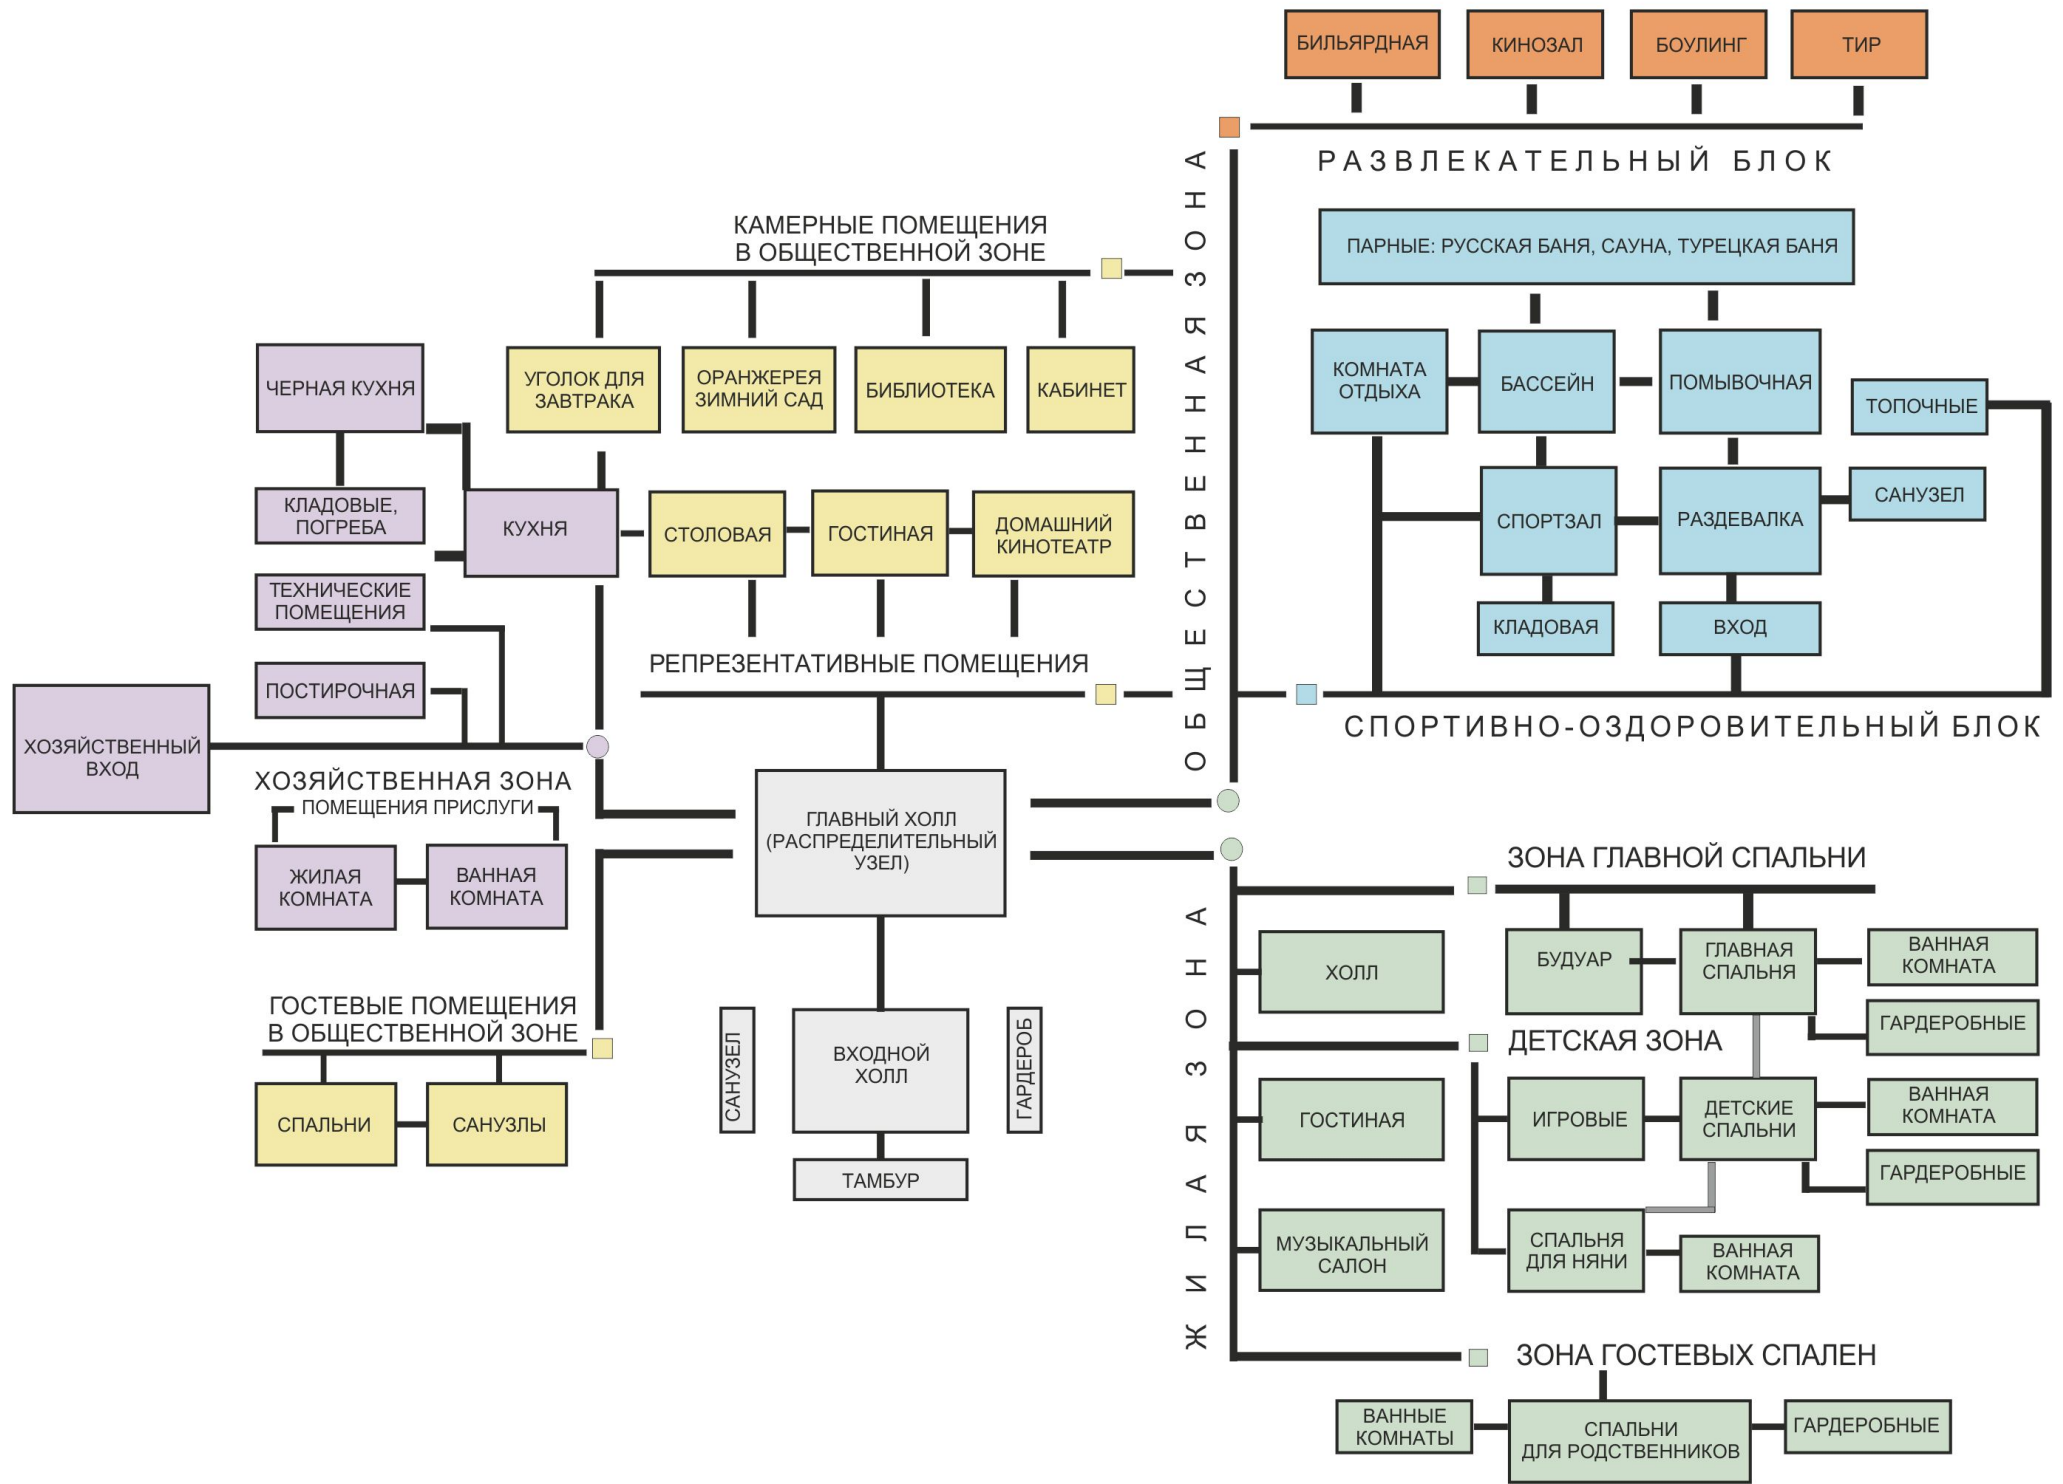 БИЛЬЯРДНАЯ
КИНОЗАЛ
БОУЛИНГ
ТИР
РАЗВЛЕКАТЕЛЬНЫЙ БЛОК
ОБЩЕСТВЕННАЯ ЗОНА
КАМЕРНЫЕ ПОМЕЩЕНИЯ
В ОБЩЕСТВЕННОЙ ЗОНЕ
ПАРНЫЕ: РУССКАЯ БАНЯ, САУНА, ТУРЕЦКАЯ БАНЯ
ЧЕРНАЯ КУХНЯ
УГОЛОК ДЛЯ
ЗАВТРАКА
ОРАНЖЕРЕЯ
ЗИМНИЙ САД
БИБЛИОТЕКА
КАБИНЕТ
КОМНАТА
ОТДЫХА
БАССЕЙН
ПОМЫВОЧНАЯ
ТОПОЧНЫЕ
КЛАДОВЫЕ,
ПОГРЕБА
КУХНЯ
СТОЛОВАЯ
ГОСТИНАЯ
ДОМАШНИЙ
КИНОТЕАТР
СПОРТЗАЛ
РАЗДЕВАЛКА
САНУЗЕЛ
ТЕХНИЧЕСКИЕ
ПОМЕЩЕНИЯ
КЛАДОВАЯ
ВХОД
ПОСТИРОЧНАЯ
РЕПРЕЗЕНТАТИВНЫЕ ПОМЕЩЕНИЯ
СПОРТИВНО-ОЗДОРОВИТЕЛЬНЫЙ БЛОК
ХОЗЯЙСТВЕННЫЙ
ВХОД
ХОЗЯЙСТВЕННАЯ ЗОНА
ПОМЕЩЕНИЯ ПРИСЛУГИ
ЖИЛАЯ
КОМНАТА
ВАННАЯ
КОМНАТА
ГЛАВНЫЙ ХОЛЛ
(РАСПРЕДЕЛИТЕЛЬНЫЙ
УЗЕЛ)
ГОСТЕВЫЕ ПОМЕЩЕНИЯ
В ОБЩЕСТВЕННОЙ ЗОНЕ
СПАЛЬНИ
САНУЗЛЫ
САНУЗЕЛ
ВХОДНОЙ
ХОЛЛ
ГАРДЕРОБ
ТАМБУР
ЖИЛАЯ ЗОНА
ЗОНА ГЛАВНОЙ СПАЛЬНИ
ХОЛЛ
БУДУАР
ГЛАВНАЯ
СПАЛЬНЯ
ВАННАЯ
КОМНАТА
ГАРДЕРОБНЫЕ
ДЕТСКАЯ ЗОНА
ГОСТИНАЯ
ИГРОВЫЕ
ДЕТСКИЕ
СПАЛЬНИ
ВАННАЯ
КОМНАТА
ГАРДЕРОБНЫЕ
МУЗЫКАЛЬНЫЙ
САЛОН
СПАЛЬНЯ
ДЛЯ НЯНИ
ВАННАЯ
КОМНАТА
ЗОНА ГОСТЕВЫХ СПАЛЕН
ВАННЫЕ
КОМНАТЫ
СПАЛЬНИ
ДЛЯ РОДСТВЕННИКОВ
ГАРДЕРОБНЫЕ